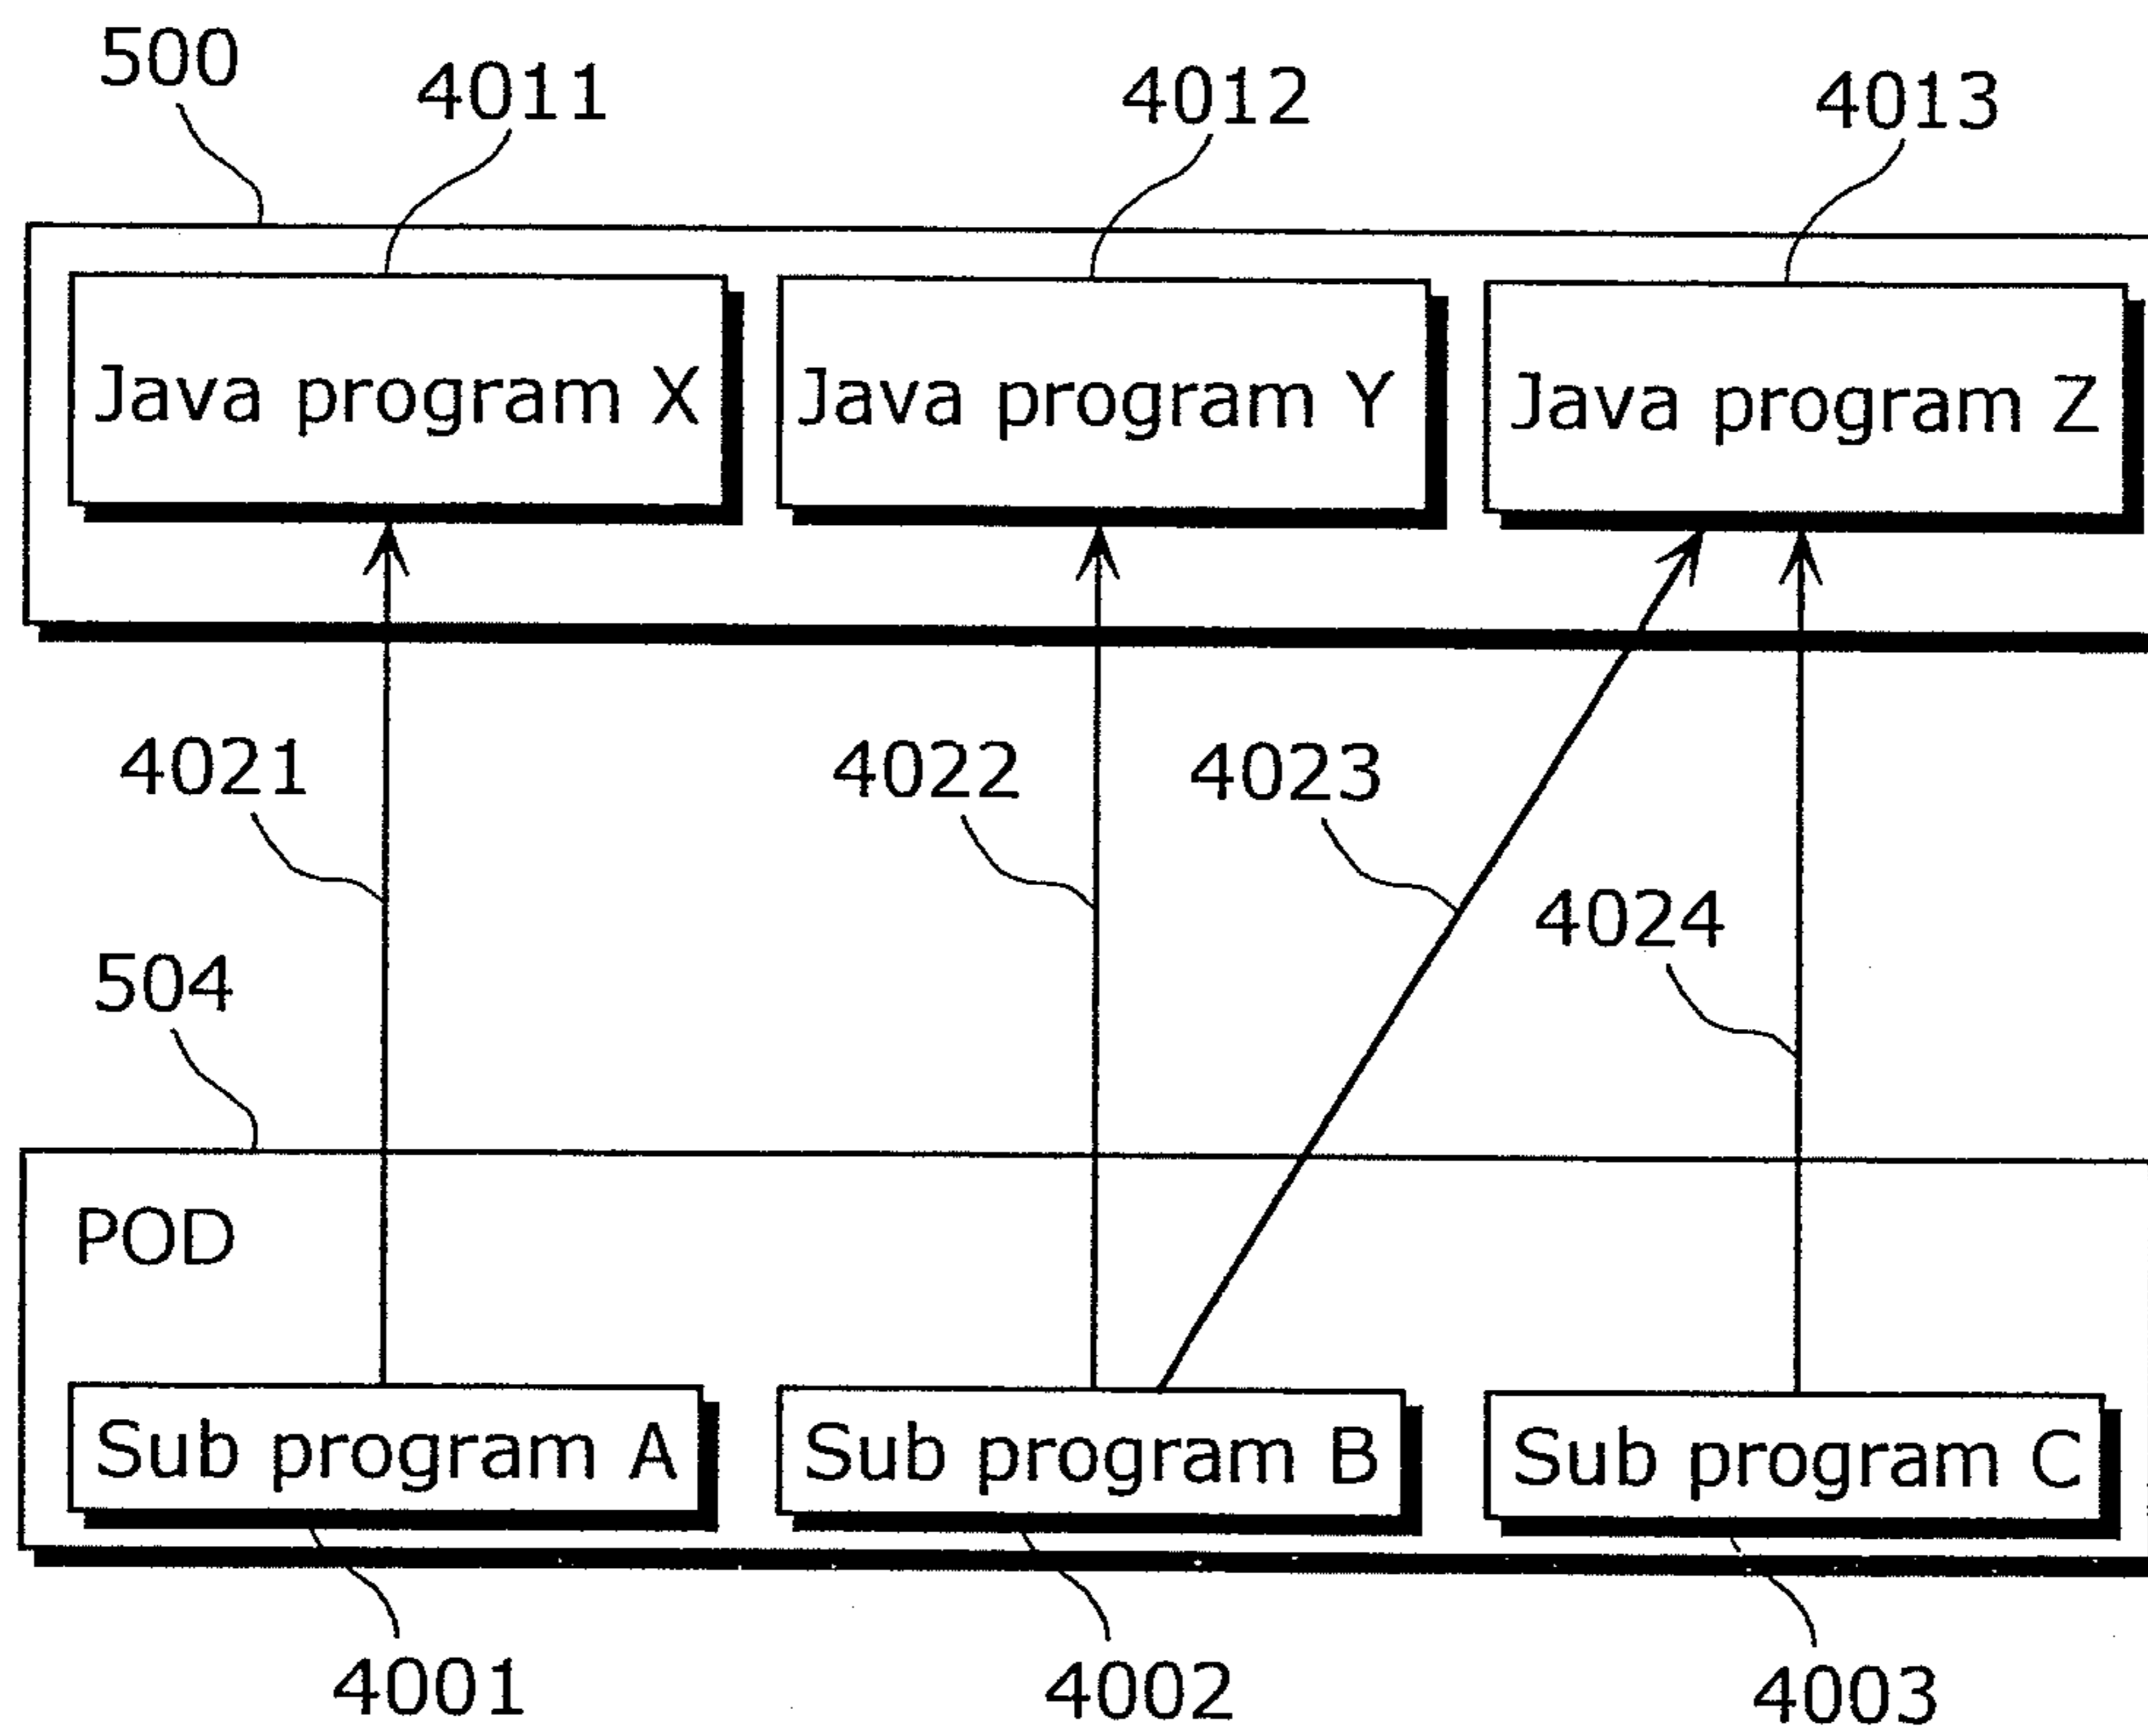 500
4011
4012
4013
Java program X
Java program Y
Java program Z
4021
4022
4023
4024
504
POD
Sub program A
Sub program B
Sub program C
4001
4002
4003